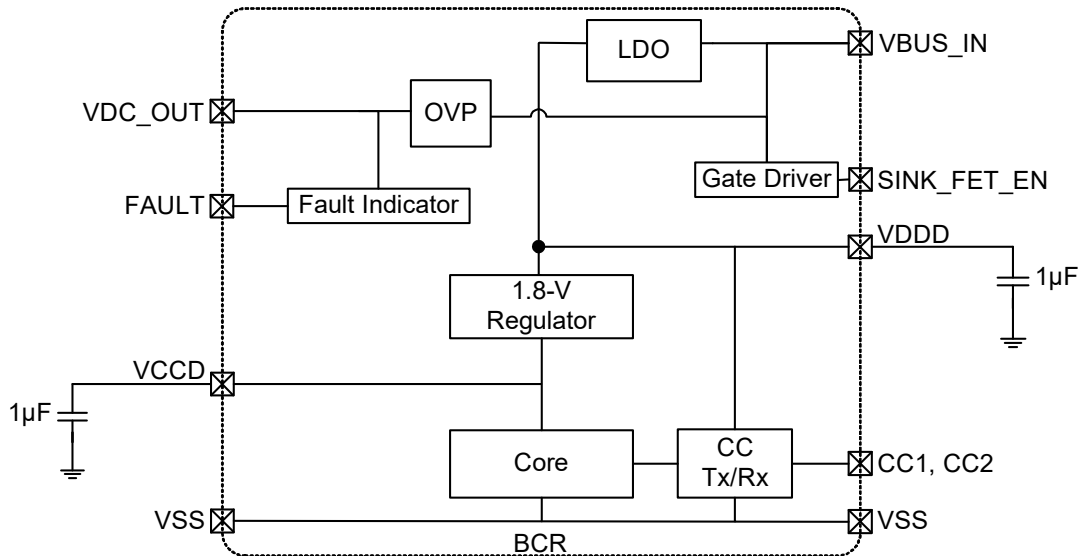 LDO
VBUS_IN
VDC_OUT
OVP
Gate Driver
SINK_FET_EN
FAULT
Fault Indicator
VDDD
1µF
1.8-V
Regulator
VCCD
1µF
Core
CC
Tx/Rx
CC1, CC2
VSS
VSS
BCR